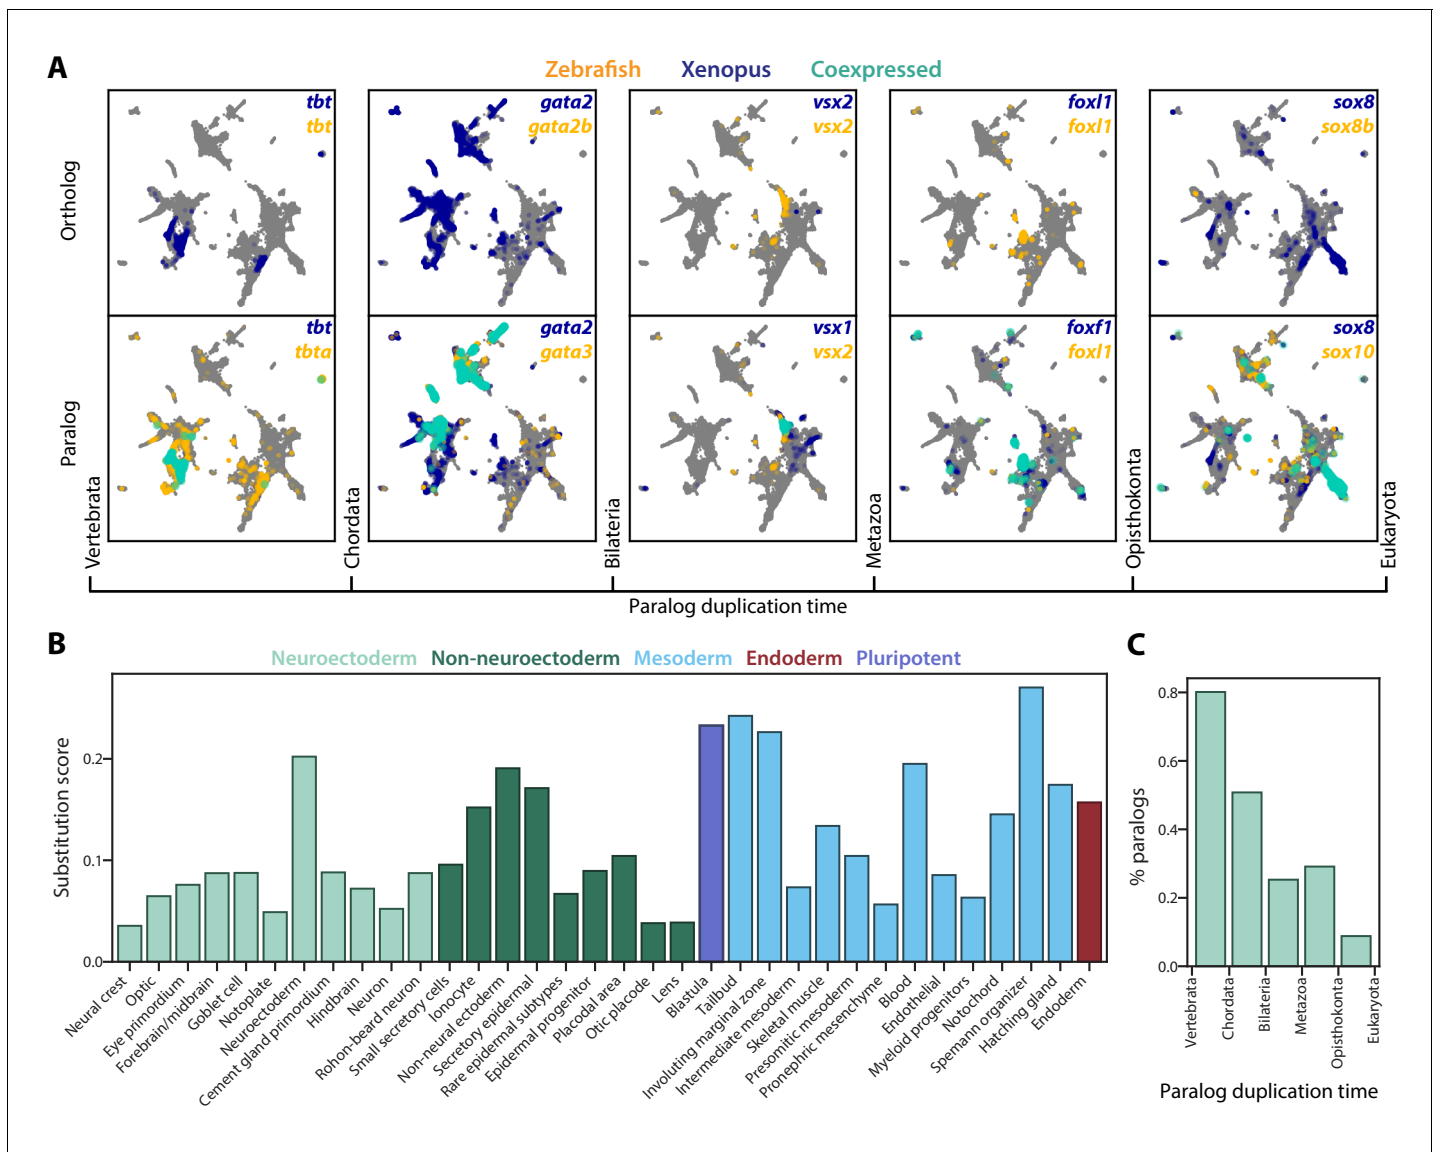 A
Zebrafish Xenopus Coexpressed
Ortholog
tbt
tbt
gata2
gata2b
vsx2
vsx2
foxl1
foxl1
sox8
sox8b
Paralog
tbt
tbta
gata2
gata3
vsx1
vsx2
foxf1
foxl1
sox8
sox10
Vertebrata
Chordata
Bilateria
Metazoa
Opisthokonta
Eukaryota
Paralog duplication time
B
Neuroectoderm Non-neuroectoderm Mesoderm Endoderm Pluripotent
Substitution score
0.2
0.1
0.0
Neural crest
Optic
Eye primordium
Forebrain/midbrain
Goblet cell
Notoplate
Neuroectoderm
Cement gland primordium
Hindbrain
Neuron
Rohon-beard neuron
Small secretory cells
Ionocyte
Non-neural ectoderm
Secretory epidermal
Rare epidermal subtypes
Epidermal progenitor
Placodal area
Otic placode
Lens
Blastula
Tailbud
Involuting marginal zone
Intermediate mesoderm
Skeletal muscle
Presomitic mesoderm
Pronephric mesenchyme
Blood
Endothelial
Myeloid progenitors
Notochord
Spemann organizer
Hatching gland
Endoderm
C
% paralogs
0.8
0.6
0.4
0.2
0.0
Vertebrata
Chordata
Bilateria
Metazoa
Opisthokonta
Eukaryota
Paralog duplication time